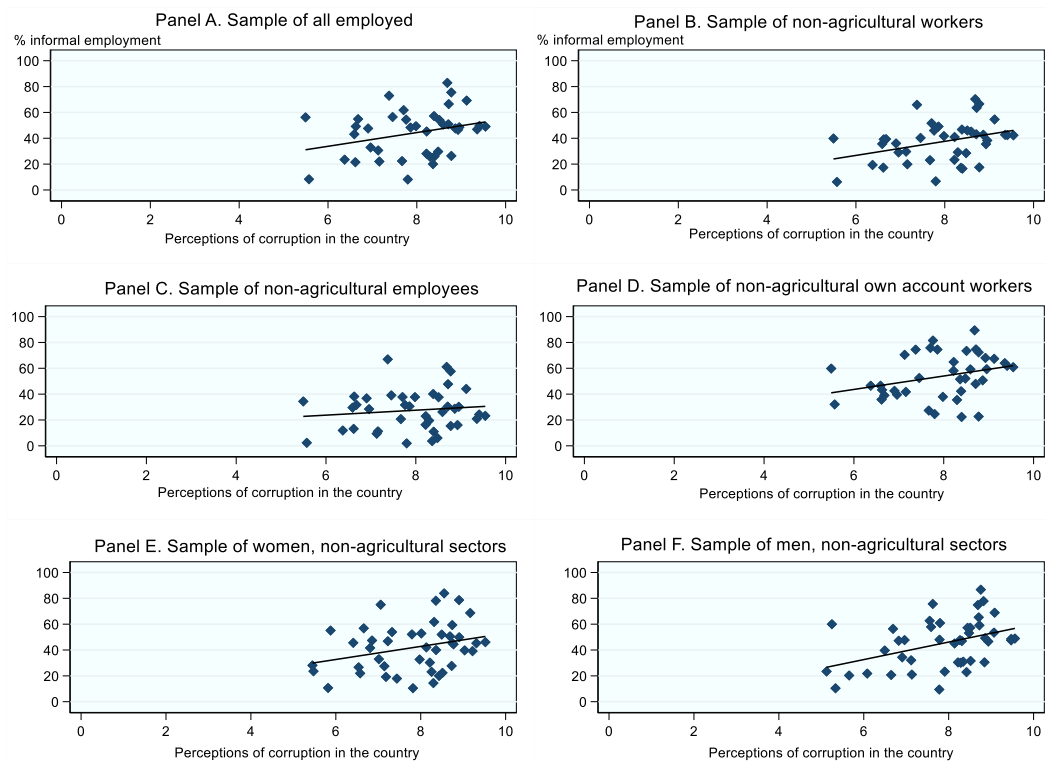 Panel A. Sample of all employed
% informal employment
100
80
60
40
20
0
0 2 4 6 8 10
Perceptions of corruption in the country
Panel B. Sample of non-agricultural workers
% informal employment
100
80
60
40
20
0
0 2 4 6 8 10
Perceptions of corruption in the country
Panel C. Sample of non-agricultural employees
100
80
60
40
20
0
0 2 4 6 8 10
Perceptions of corruption in the country
Panel D. Sample of non-agricultural own account workers
100
80
60
40
20
0
0 2 4 6 8 10
Perceptions of corruption in the country
Panel E. Sample of women, non-agricultural sectors
100
80
60
40
20
0
0 2 4 6 8 10
Perceptions of corruption in the country
Panel F. Sample of men, non-agricultural sectors
100
80
60
40
20
0
0 2 4 6 8 10
Perceptions of corruption in the country